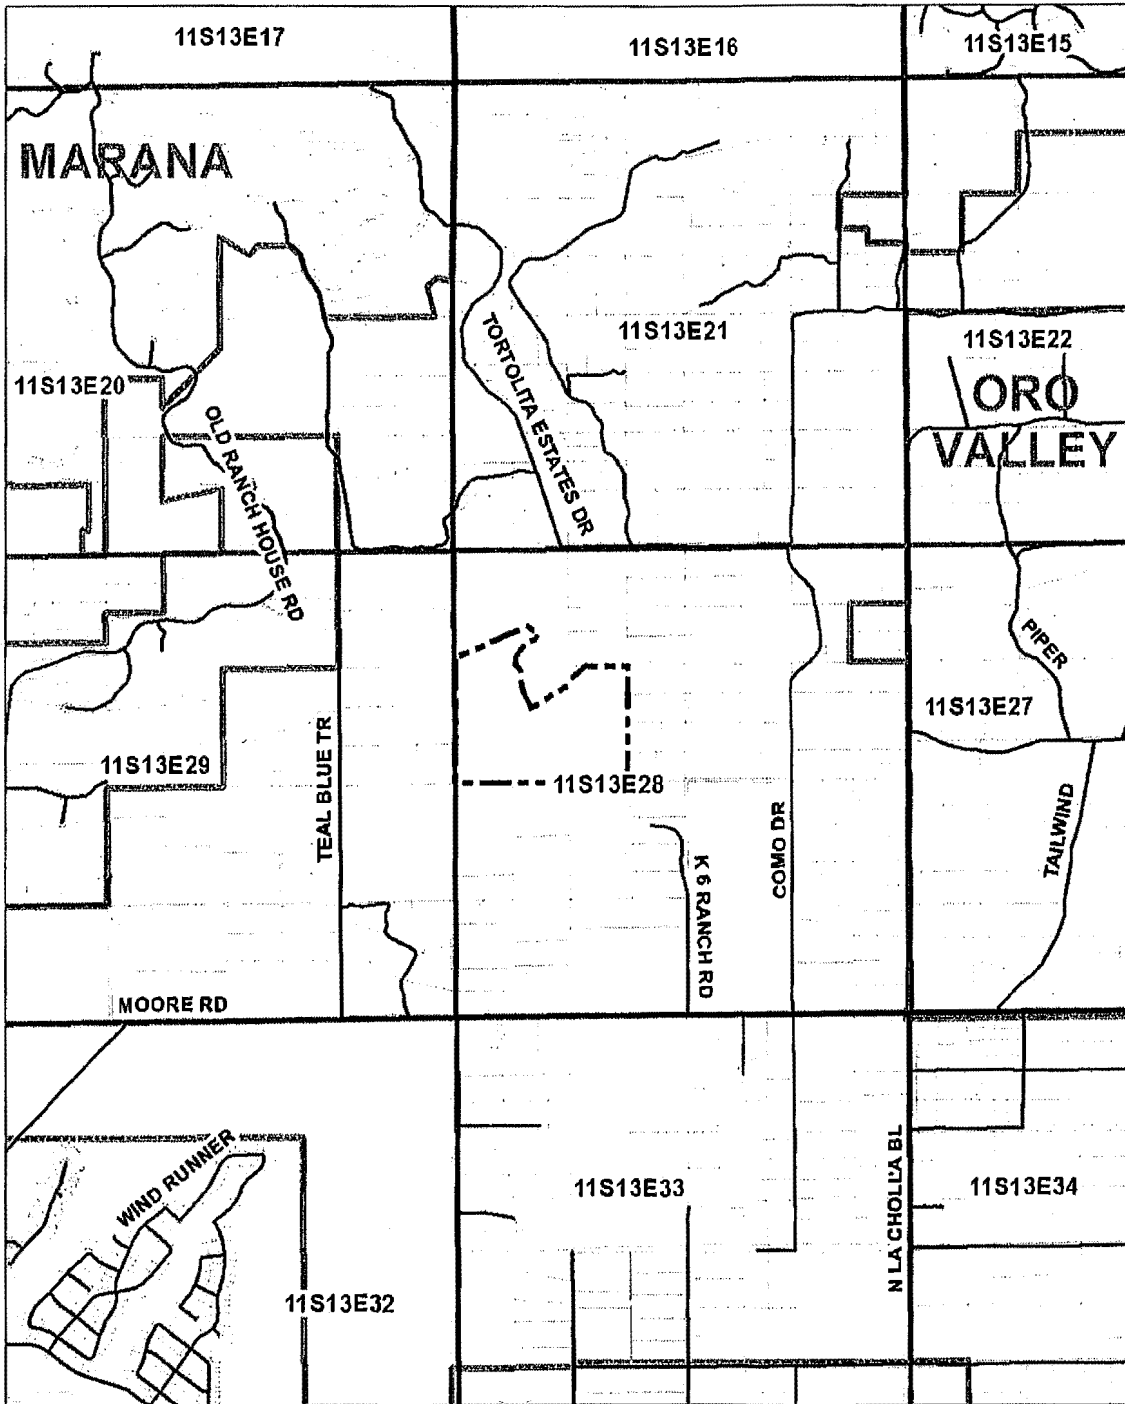 11S13E17
11S13E16
11S13E15
MARANA
11S13E21
11S13E22
11S13E20
TORTOLITA ESTATES DR
ORO
VALLEY
OLD RANCH HOUSE RD
PIPER
11S13E27
11S13E29
11S13E28
TEAL BLUE TR
COMO DR
TAILWIND
K 6 RANCH RD
MOORE RD
WIND RUNNER
N LA CHOLLA BL
11S13E33
11S13E34
11S13E32